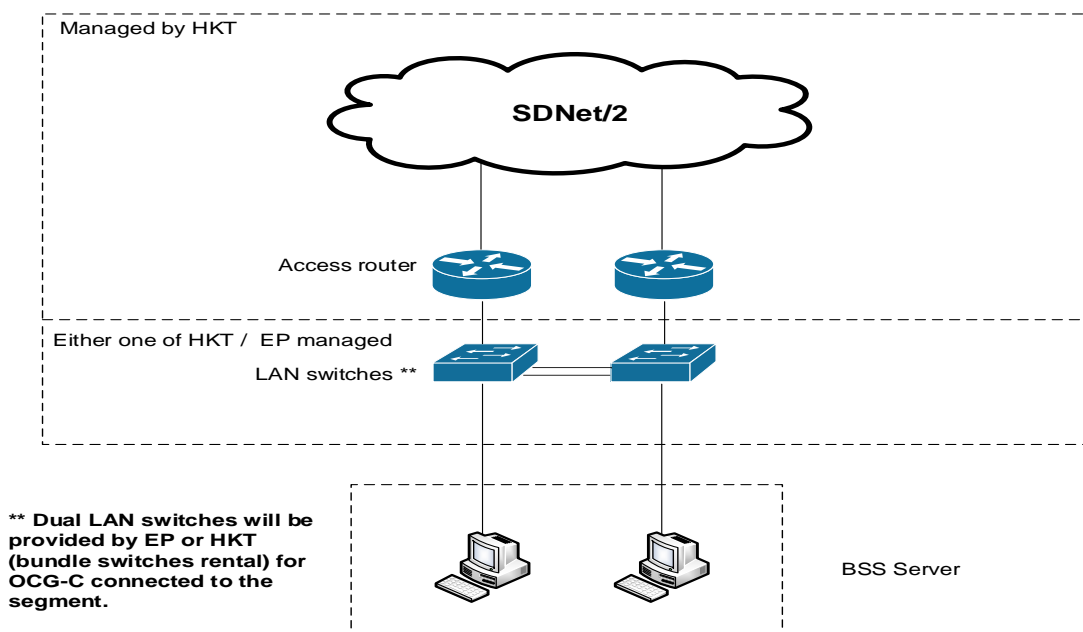 Managed by HKT
SDNet/2
Access router
Either one of HKT / EP managed
LAN switches **
** Dual LAN switches will be
provided by EP or HKT
(bundle switches rental) for
OCG-C connected to the
segment.
BSS Server